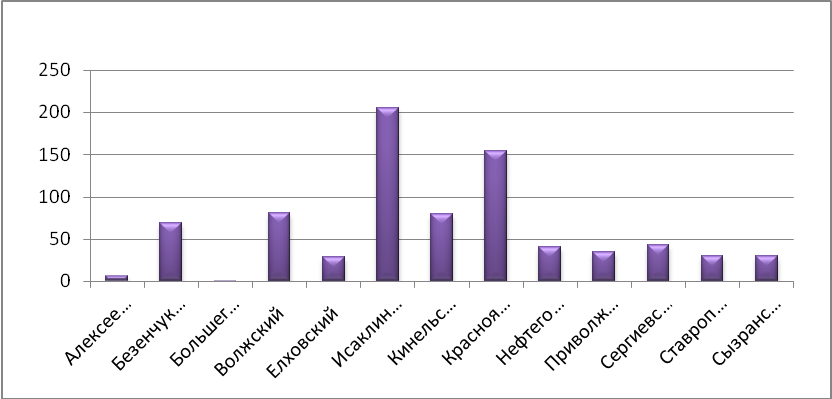 250
200
150
100
50
0
Алексее...
Безенчук...
Большег...
Волжский
Елховский
Исаклин...
Кинельс...
Красноя...
Нефтего...
Приволж...
Сергиевс...
Ставроп...
Сызранс...